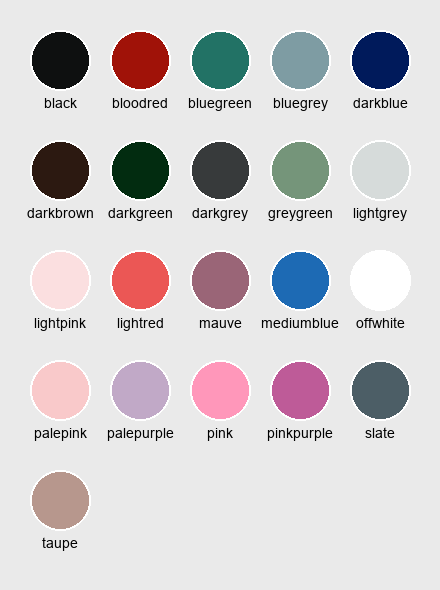 black bloodred bluegreen bluegrey darkblue
darkbrown darkgreen darkgrey greygreen lightgrey
lightpink lightred mauve mediumblue offwhite
palepink palepurple pink pinkpurple slate
taupe